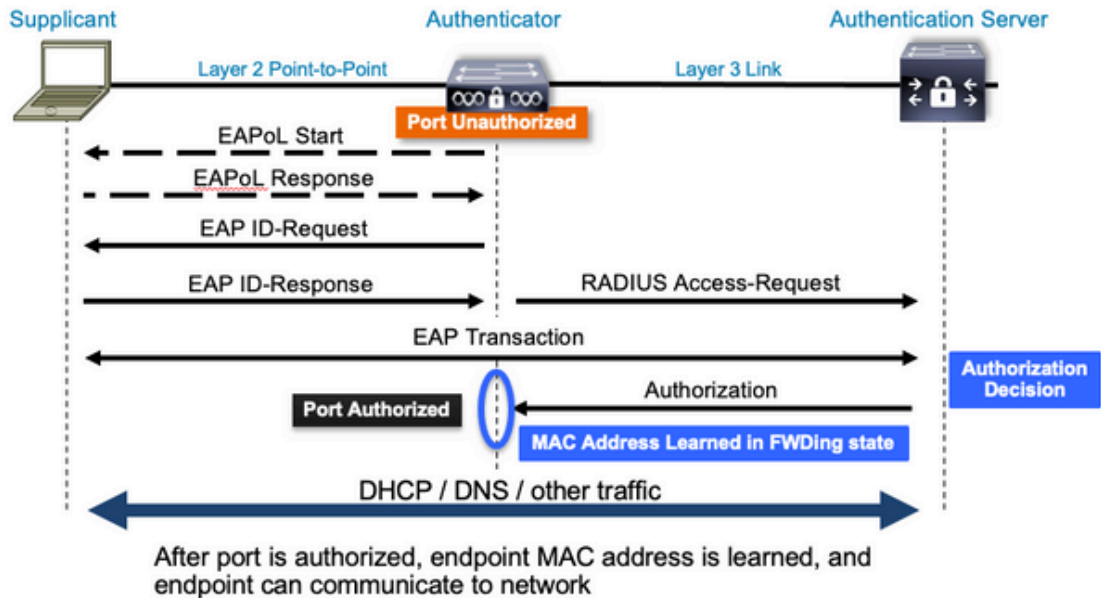 Supplicant
Authenticator
Authentication Server
Layer 2 Point-to-Point
Layer 3 Link
Port Unauthorized
EAPoL Start
EAPoL Response
EAP ID-Request
EAP ID-Response
RADIUS Access-Request
EAP Transaction
Authorization
Decision
Authorization
Port Authorized
MAC Address Learned in FWDing state
DHCP / DNS / other traffic
After port is authorized, endpoint MAC address is learned, and
endpoint can communicate to network